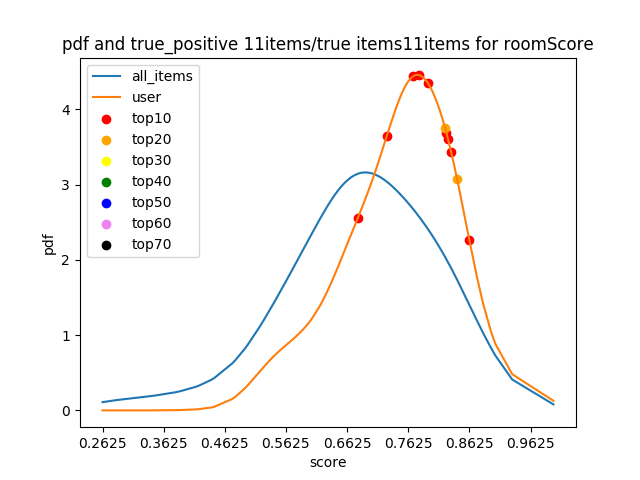 pdf and true_positive 11items/true items11items for roomScore
all_items
user
top10
top20
top30
top40
top50
top60
top70
pdf
4
3
2
1
0
0.2625 0.3625 0.4625 0.5625 0.6625 0.7625 0.8625 0.9625
score